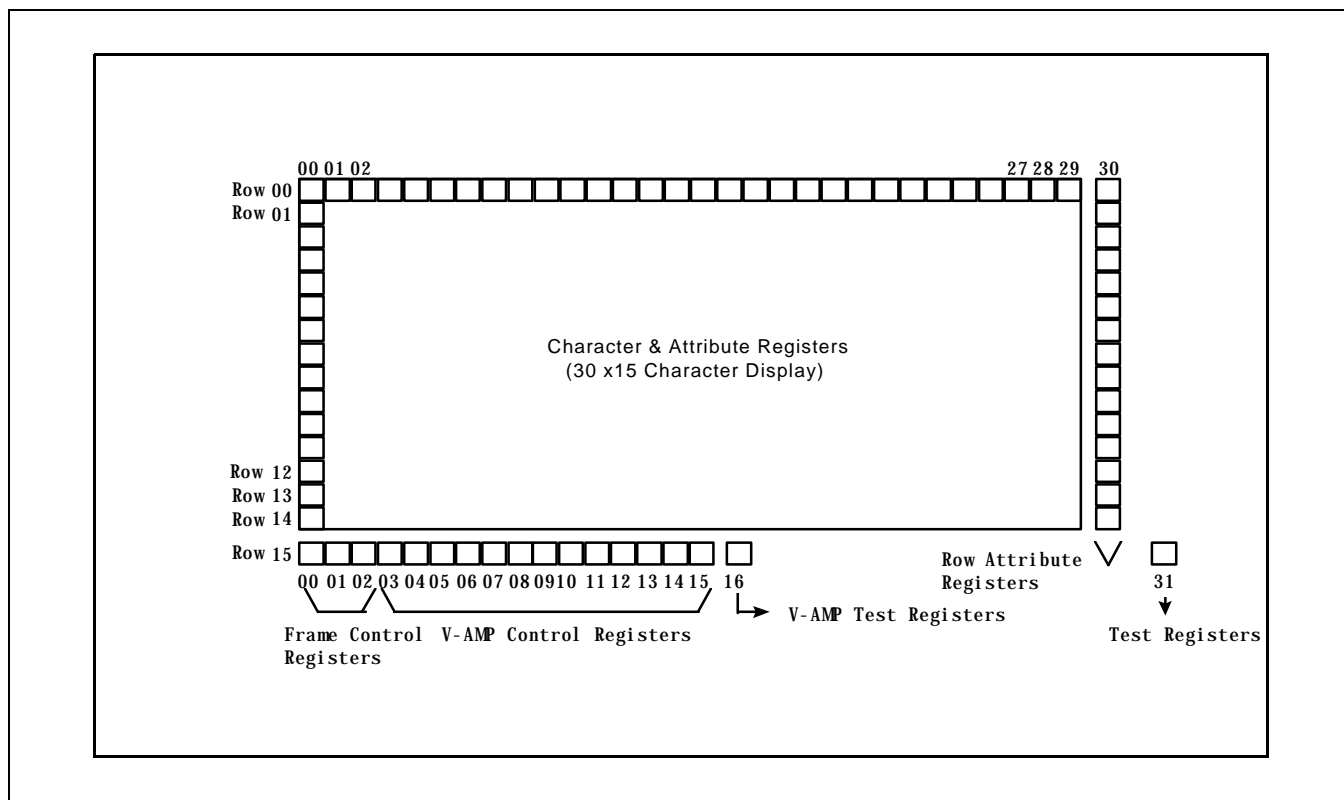 00 01 02 27 28 29 30
Row 00
Row 01
Character & Attribute Registers
(30 x15 Character Display)
Row 12
Row 13
Row 14
Row 15
Row Attribute
Registers
00 01 02 03 04 05 06 07 08 0910 11 12 13 14 15 16 31
V-AMP Test Registers
Frame Control V-AMP Control Registers
Registers
Test Registers